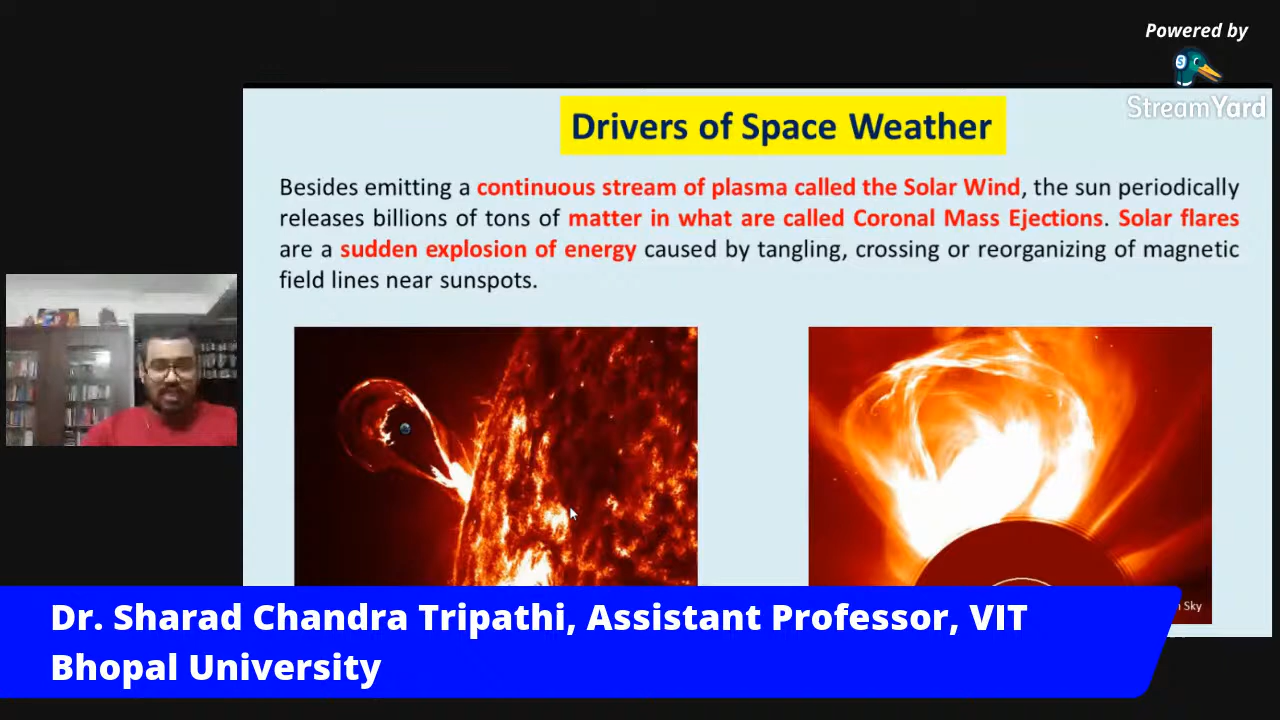 Powered by
StreamYard
Drivers of Space Weather
Besides emitting a continuous stream of plasma called the Solar Wind, the sun periodically
releases billions of tons of matter in what are called Coronal Mass Ejections. Solar flares
are a sudden explosion of energy caused by tangling, crossing or reorganizing of magnetic
field lines near sunspots.
Sky
Dr. Sharad Chandra Tripathi, Assistant Professor, VIT
Bhopal University